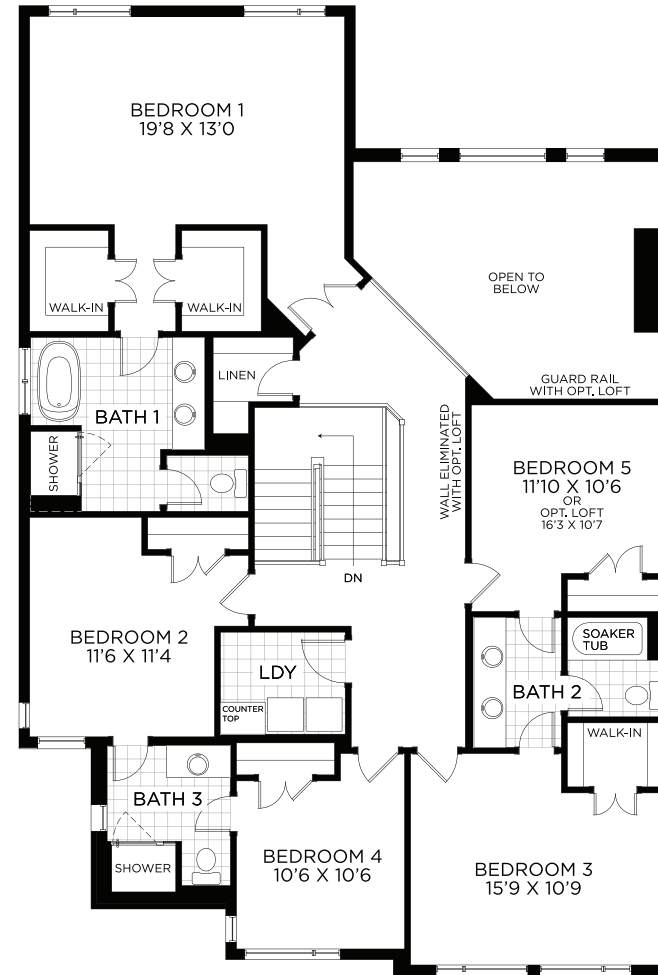 BEDROOM 1
19'8 X 13'0
OPEN TO
BELOW
WALK-IN
WALK-IN
LINEN
GUARD RAIL
WITH OPT. LOFT
BATH 1
SHOWER
WALL ELIMINATED
WITH OPT. LOFT
BEDROOM 5
11'10 X 10'6
OR
OPT. LOFT
16'3 X 10'7
DN
BEDROOM 2
11'6 X 11'4
SOAKER
TUB
LDY
BATH 2
COUNTER
TOP
WALK-IN
BATH 3
SHOWER
BEDROOM 4
10'6 X 10'6
BEDROOM 3
15'9 X 10'9